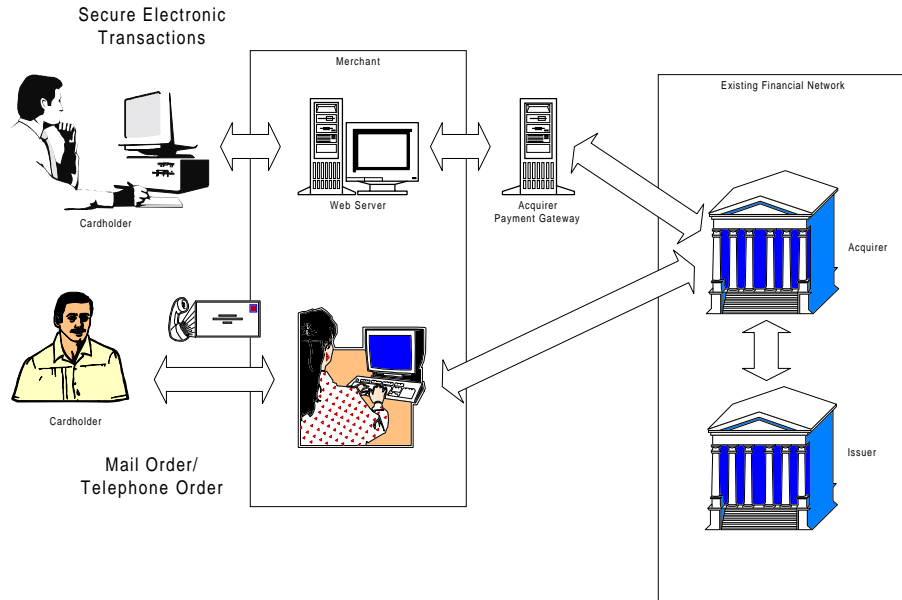 Secure Electronic
Transactions
Merchant
Existing Financial Network
Cardholder
Web Server
Acquirer
Payment Gateway
Acquirer
Cardholder
Issuer
Mail Order/
Telephone Order